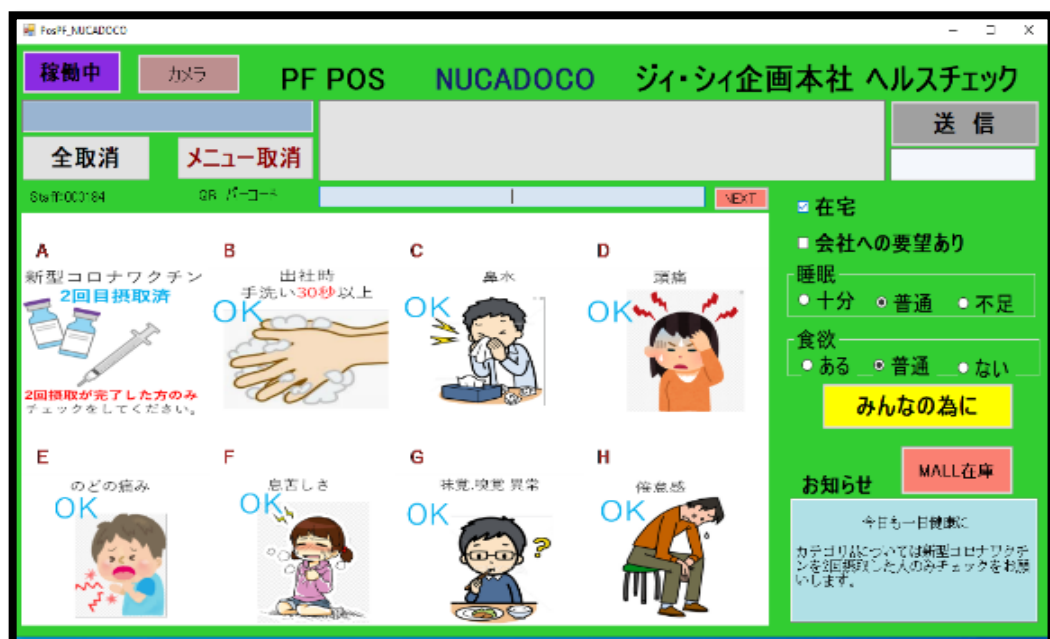 PosPF_NUCADOCO
稼働中
カメラ
PF POS NUCADOCO ジィ・シィ企画本社 ヘルスチェック
送 信
全取消
メニュー取消
Staff:000184
QR バーコード
NEXT
在宅
会社への要望あり
睡眠
十分 普通 不足
食欲
ある 普通 ない
みんなの為に
MALL在庫
お知らせ
今日も一日健康に
カテゴリAについては新型コロナワクチ
ンを2回摂取した人のみチェックをお願
いします。
A
新型コロナワクチン
2回目摂取済
2回摂取が完了した方のみ
チェックをしてください。
B
出社時
手洗い30秒以上
OK
C
鼻水
OK
D
頭痛
OK
E
のどの痛み
OK
F
息苦しさ
OK
G
味覚.嗅覚 異常
OK
H
倦怠感
OK